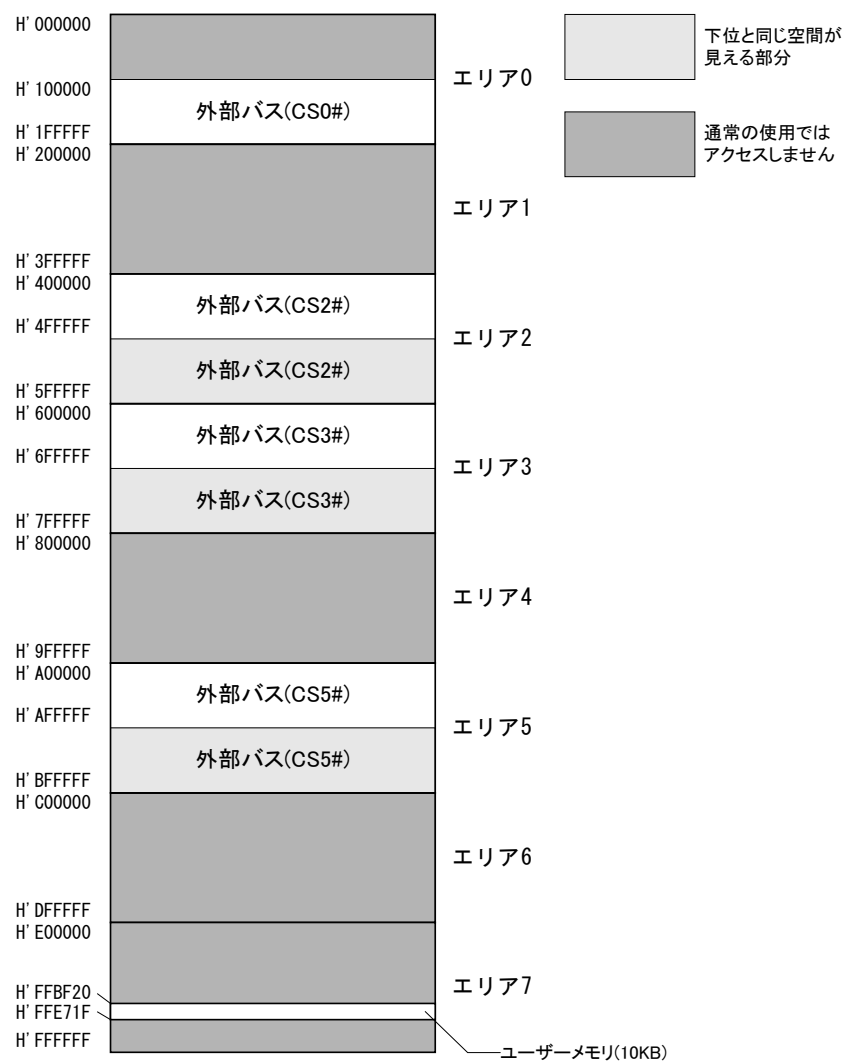 H'000000
下位と同じ空間が
見える部分
エリア0
H'100000
外部バス(CS0#)
H'1FFFFF
通常の使用では
アクセスしません
H'200000
エリア1
H'3FFFFF
H'400000
外部バス(CS2#)
H'4FFFFF
エリア2
外部バス(CS2#)
H'5FFFFF
H'600000
外部バス(CS3#)
H'6FFFFF
エリア3
外部バス(CS3#)
H'7FFFFF
H'800000
エリア4
H'9FFFFF
H'A00000
外部バス(CS5#)
H'AFFFFF
エリア5
外部バス(CS5#)
H'BFFFFF
H'C00000
エリア6
H'DFFFFF
H'E00000
エリア7
H'FFBF20
H'FFE71F
H'FFFFFF
ユーザーメモリ(10KB)